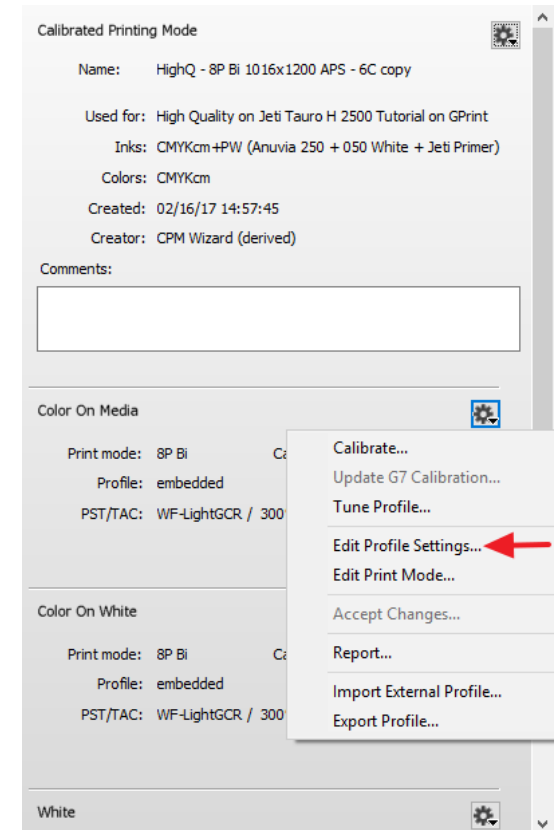 Calibrated Printing Mode
Name: HighQ - 8P Bi 1016x1200 APS - 6C copy
Used for: High Quality on Jeti Tauro H 2500 Tutorial on GPrint
Inks: CMYKcm+PW (Anuvia 250 + 050 White + Jeti Primer)
Colors: CMYKcm
Created: 02/16/17 14:57:45
Creator: CPM Wizard (derived)
Comments:
Color On Media
Print mode: 8P Bi Ca
Profile: embedded
PST/TAC: WF-LightGCR / 300
Calibrate...
Update G7 Calibration...
Tune Profile...
Edit Profile Settings...
Edit Print Mode...
Accept Changes...
Report...
Import External Profile...
Export Profile...
Color On White
Print mode: 8P Bi Ca
Profile: embedded
PST/TAC: WF-LightGCR / 300
White